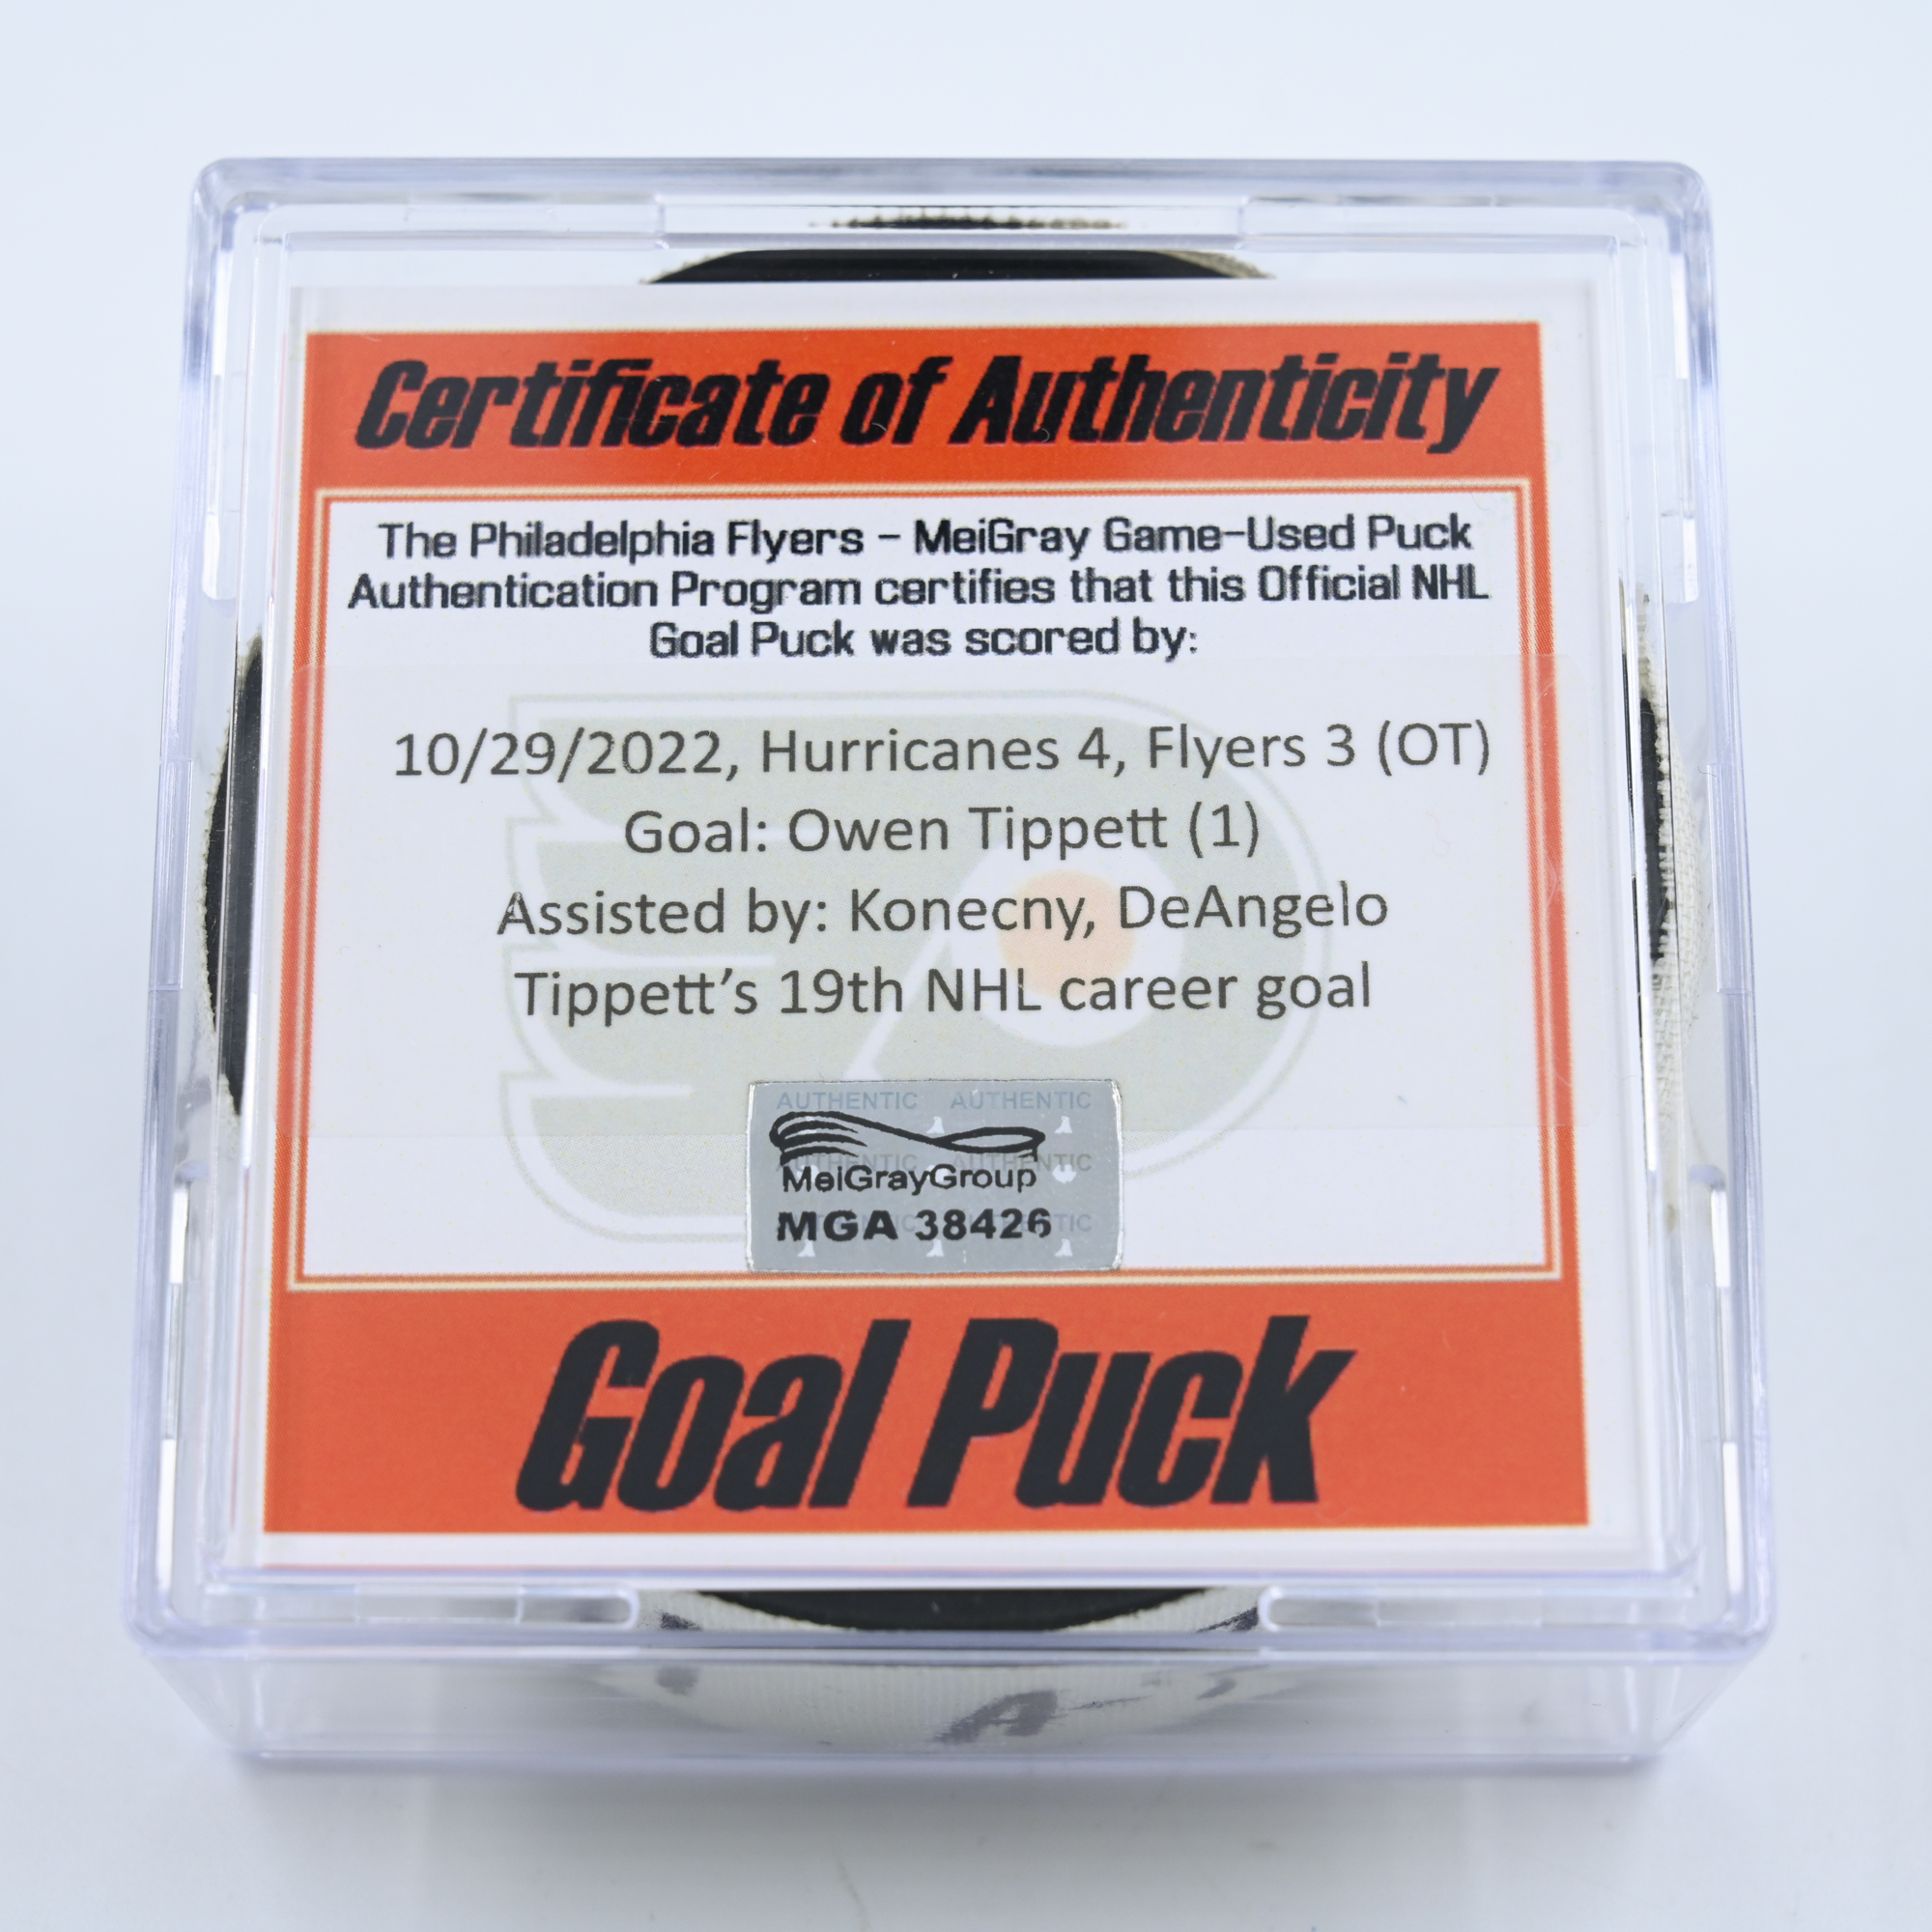 Certificate of Authenticity
The Philadelphia Flyers - MeiGray Game-Used Puck
Authentication Program certifies that this Official NHL
Goal Puck was scored by:
10/29/2022, Hurricanes 4, Flyers 3 (OT)
Goal: Owen Tippett (1)
Assisted by: Konecny, DeAngelo
Tippett’s 19th NHL career goal
AUTHENTIC AUTHENTIC
AUTHENTIC AUTHENTIC
MeiGrayGroup
MGA 38426
Goal Puck